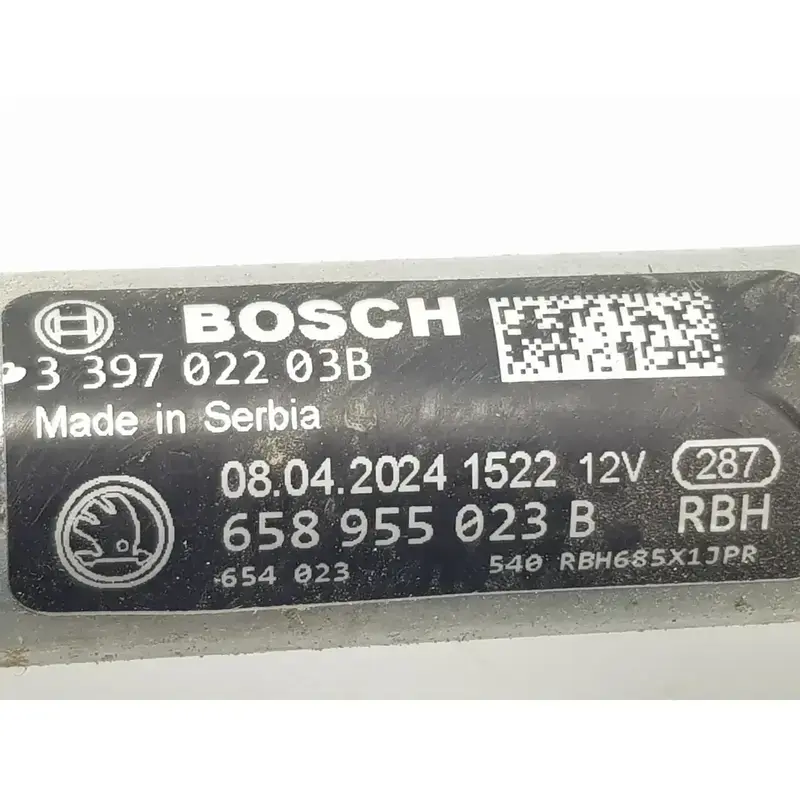 BOSCH
3 397 022 03B
Made in Serbia
08.04.2024 1522 12V 287
658 955 023 B RBH
654 023 540 RBH685X1JPR